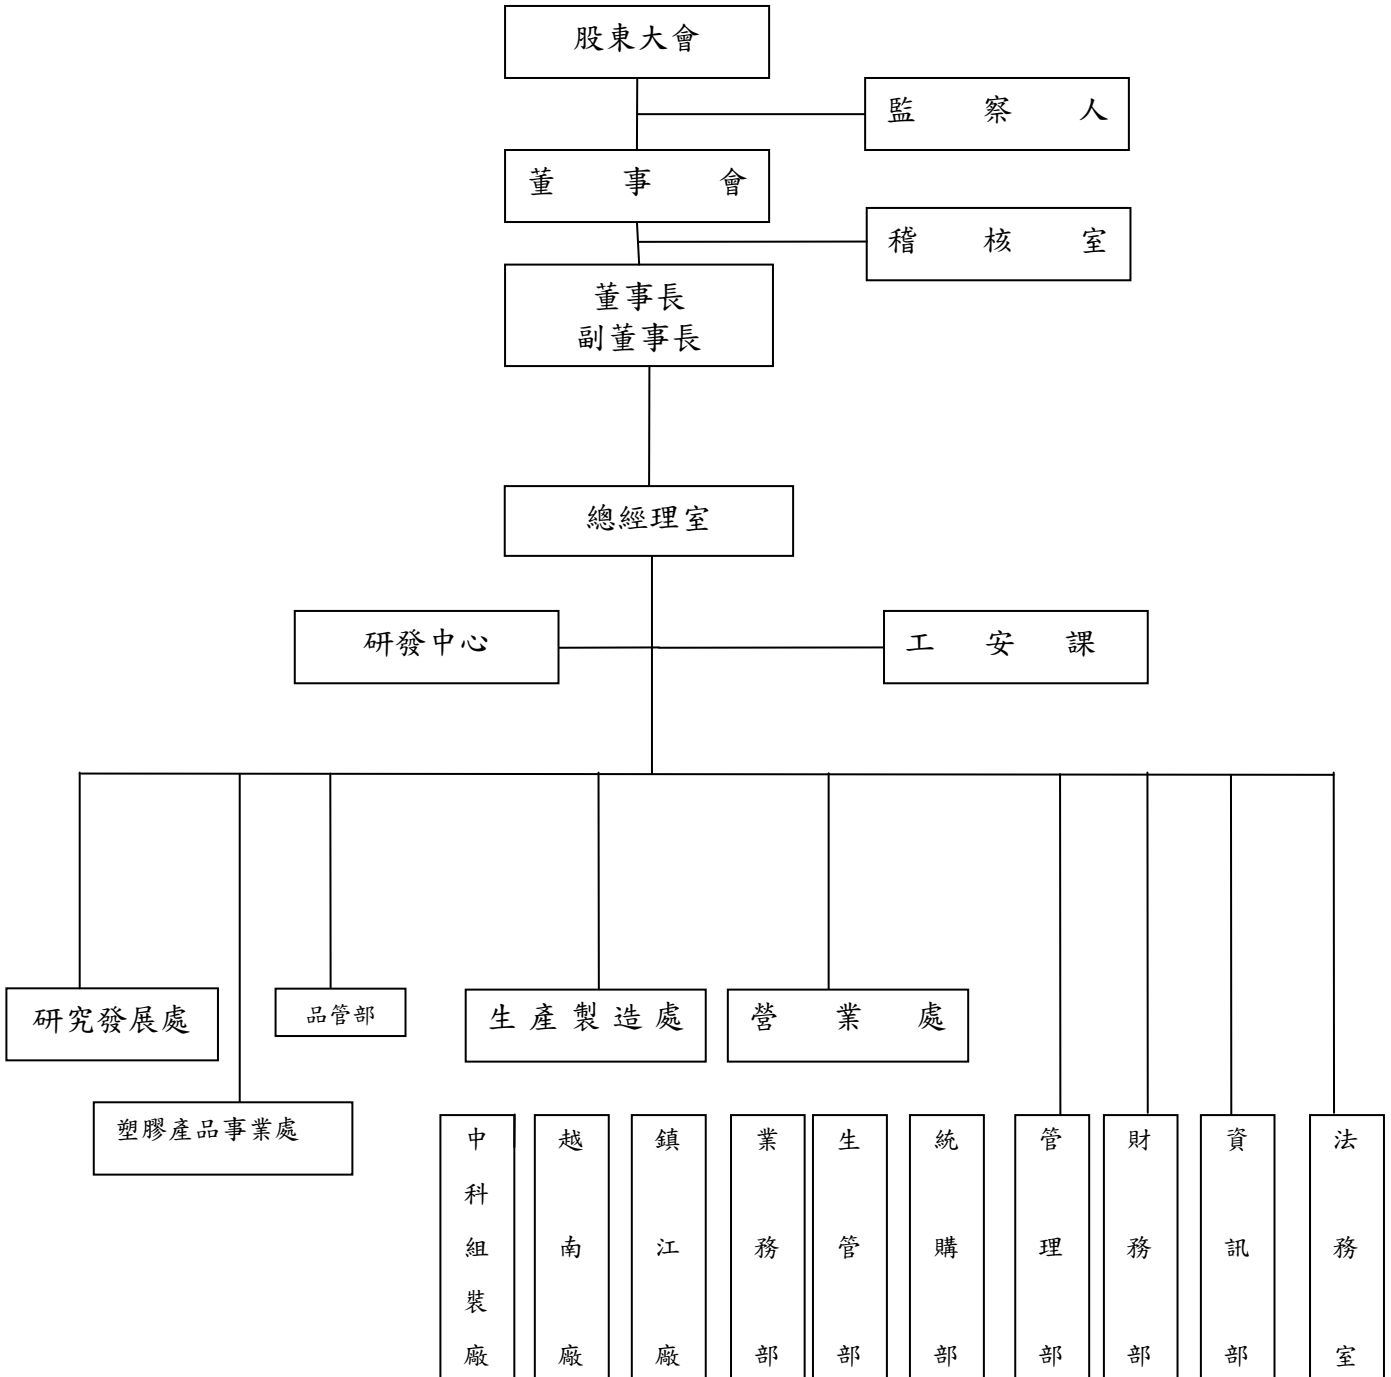 股東大會
監察人
董事會
稽核室
董事長
副董事長
總經理室
研發中心
工安課
研究發展處
品管部
生產製造處
營業處
塑膠產品事業處
中科組裝廠
越南廠
鎮江廠
業務部
生管部
統購部
管理部
財務部
資訊部
法務室